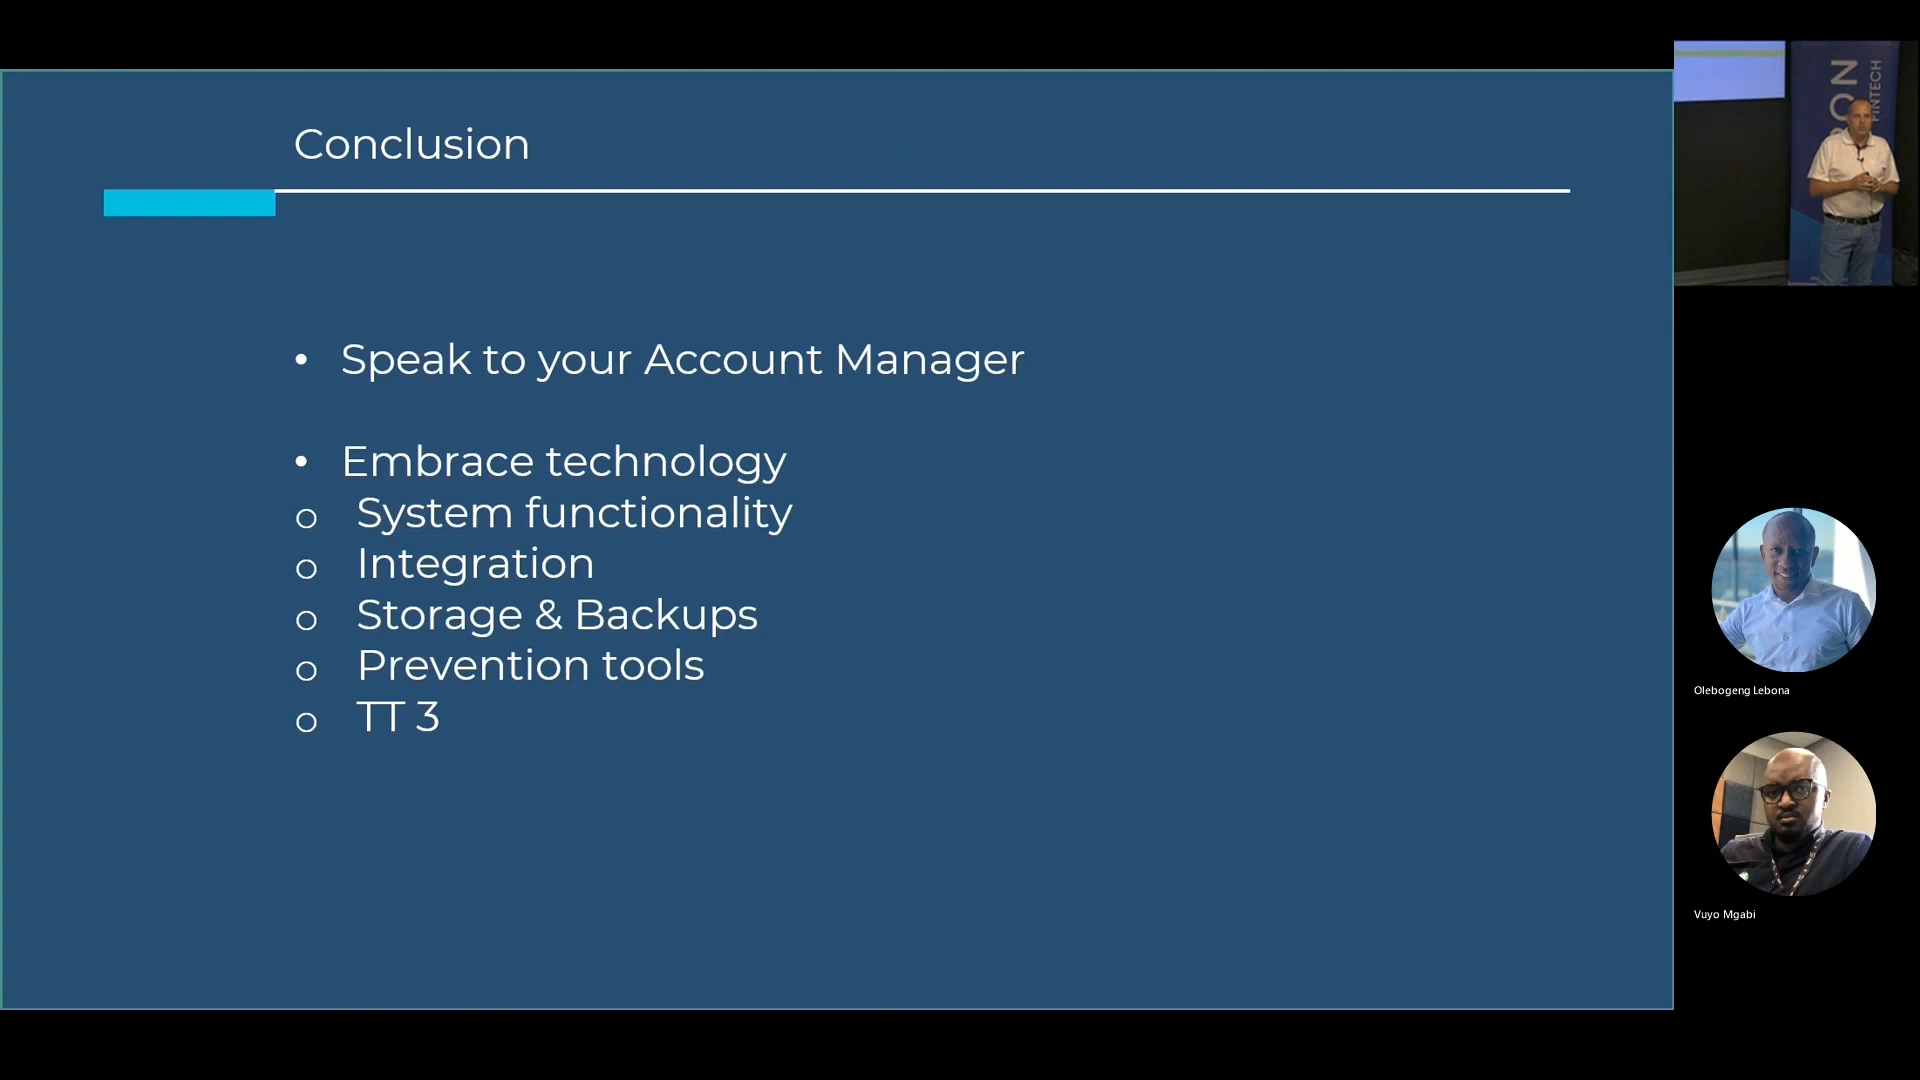 Conclusion
• Speak to your Account Manager
• Embrace technology
o System functionality
o Integration
o Storage & Backups
o Prevention tools
o TT 3
FINTECH
Olebogeng Lebona
Vuyo Mgabi